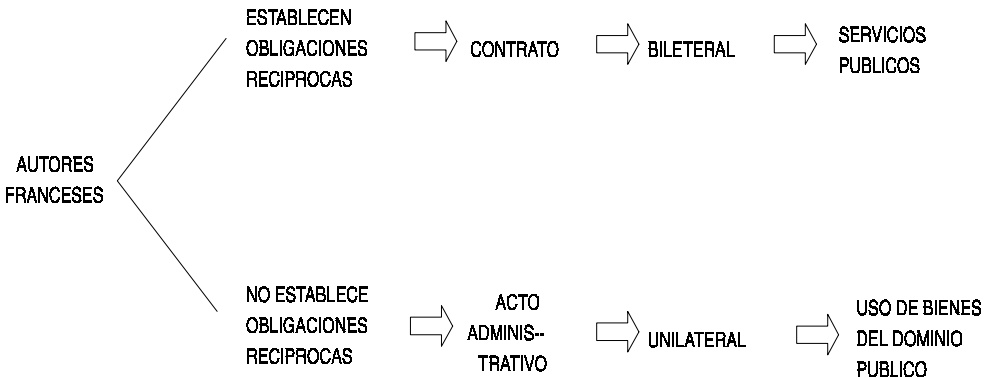 AUTORES
FRANCESES
ESTABLECEN
OBLIGACIONES
RECIPROCAS
CONTRATO
BILETERAL
SERVICIOS
PUBLICOS
NO ESTABLECE
OBLIGACIONES
RECIPROCAS
ACTO
ADMINIS--
TRATIVO
UNILATERAL
USO DE BIENES
DEL DOMINIO
PUBLICO